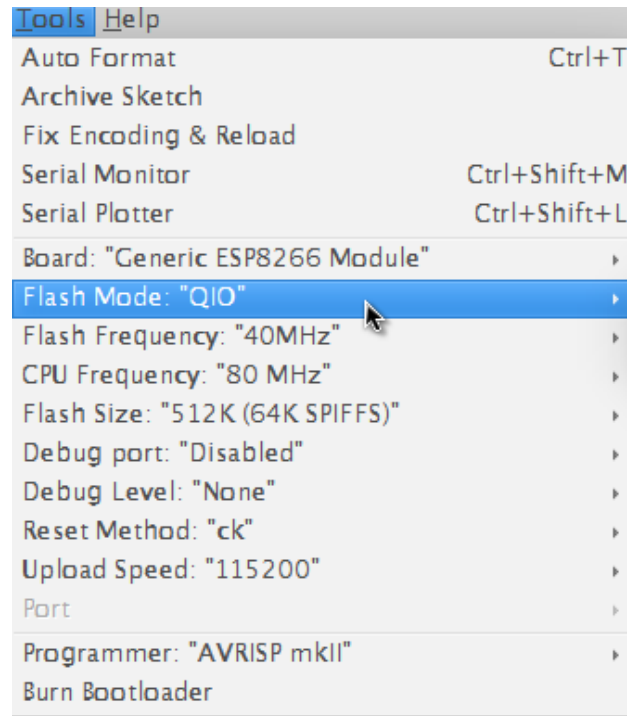 Tools Help
Auto Format Ctrl+T
Archive Sketch
Fix Encoding & Reload
Serial Monitor Ctrl+Shift+M
Serial Plotter Ctrl+Shift+L
Board: "Generic ESP8266 Module"
Flash Mode: "QIO"
Flash Frequency: "40MHz"
CPU Frequency: "80 MHz"
Flash Size: "512K (64K SPIFFS)"
Debug port: "Disabled"
Debug Level: "None"
Reset Method: "ck"
Upload Speed: "115200"
Port
Programmer: "AVRISP mkII"
Burn Bootloader